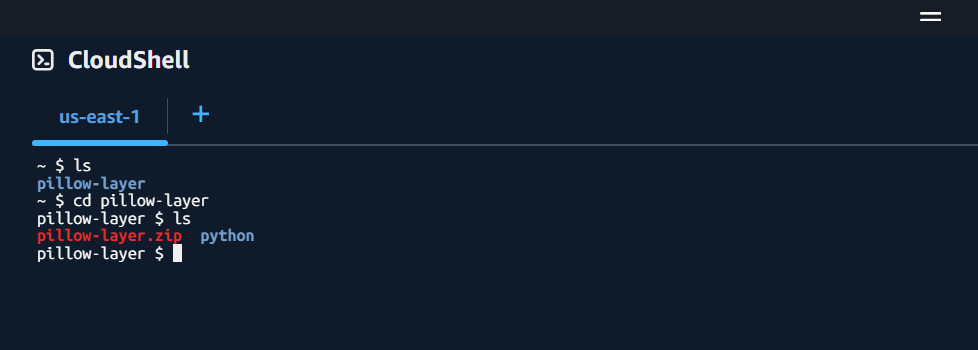 CloudShell
us-east-1
+
~ $ ls
pillow-layer
~ $ cd pillow-layer
pillow-layer $ ls
pillow-layer.zip  python
pillow-layer $